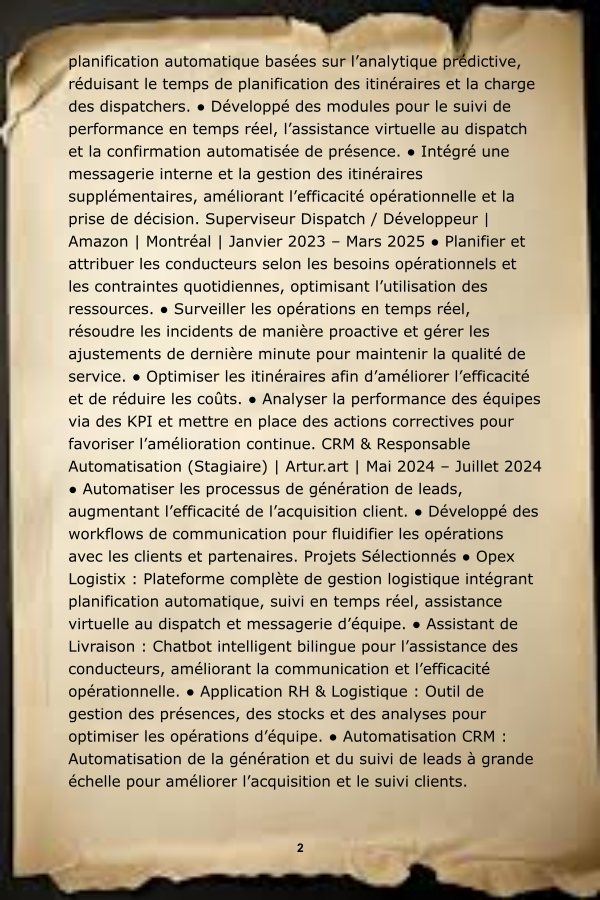 planification automatique basées sur l’analytique prédictive,
réduisant le temps de planification des itinéraires et la charge
des dispatchers. ● Développé des modules pour le suivi de
performance en temps réel, l’assistance virtuelle au dispatch
et la confirmation automatisée de présence. ● Intégré une
messagerie interne et la gestion des itinéraires
supplémentaires, améliorant l’efficacité opérationnelle et la
prise de décision. Superviseur Dispatch / Développeur |
Amazon | Montréal | Janvier 2023 – Mars 2025 ● Planifier et
attribuer les conducteurs selon les besoins opérationnels et
les contraintes quotidiennes, optimisant l’utilisation des
ressources. ● Surveiller les opérations en temps réel,
résoudre les incidents de manière proactive et gérer les
ajustements de dernière minute pour maintenir la qualité de
service. ● Optimiser les itinéraires afin d’améliorer l’efficacité
et de réduire les coûts. ● Analyser la performance des équipes
via des KPI et mettre en place des actions correctives pour
favoriser l’amélioration continue. CRM & Responsable
Automatisation (Stagiaire) | Artur.art | Mai 2024 – Juillet 2024
● Automatiser les processus de génération de leads,
augmentant l’efficacité de l’acquisition client. ● Développé des
workflows de communication pour fluidifier les opérations
avec les clients et partenaires. Projets Sélectionnés ● Opex
Logistix : Plateforme complète de gestion logistique intégrant
planification automatique, suivi en temps réel, assistance
virtuelle au dispatch et messagerie d’équipe. ● Assistant de
Livraison : Chatbot intelligent bilingue pour l’assistance des
conducteurs, améliorant la communication et l’efficacité
opérationnelle. ● Application RH & Logistique : Outil de
gestion des présences, des stocks et des analyses pour
optimiser les opérations d’équipe. ● Automatisation CRM :
Automatisation de la génération et du suivi de leads à grande
échelle pour améliorer l’acquisition et le suivi clients.
2